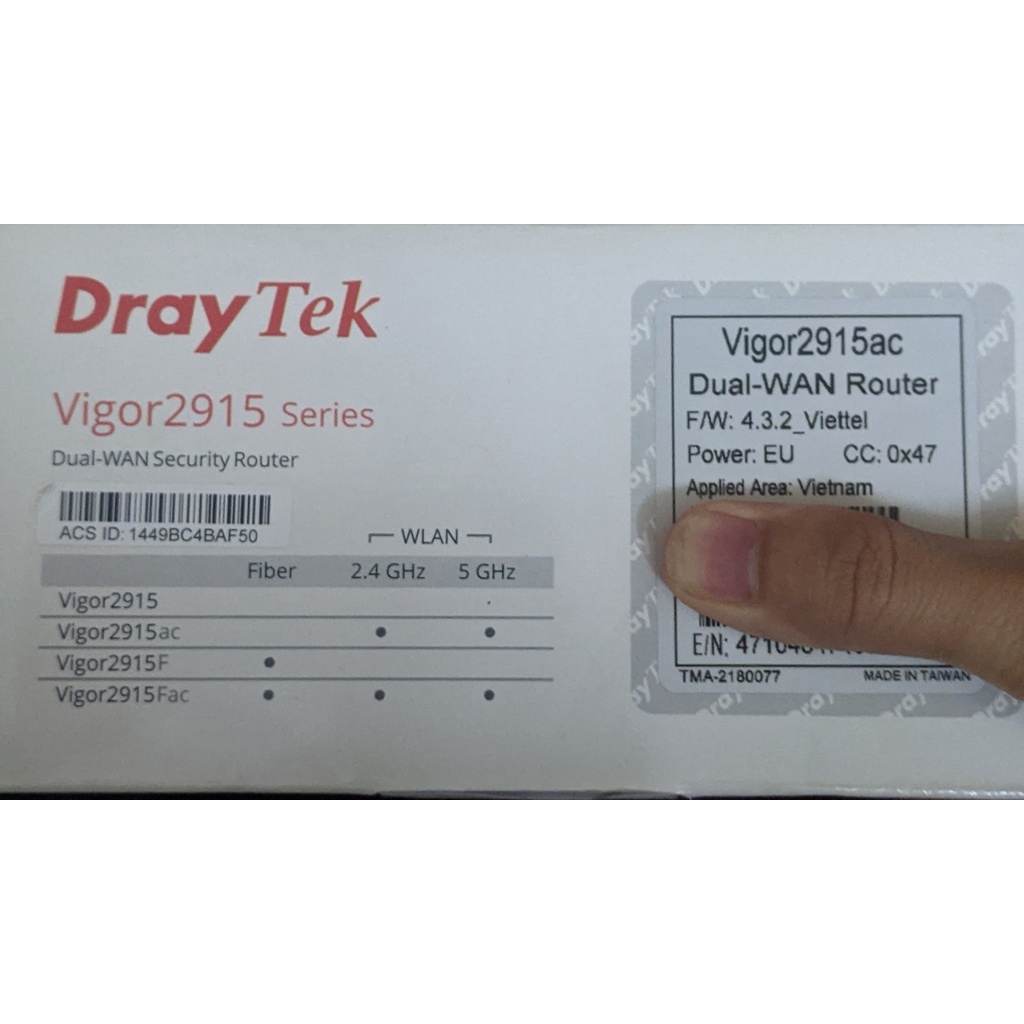 DrayTek
Vigor2915 Series
Dual-WAN Security Router
ACS ID: 1449BC4BAF50
WLAN
Fiber 2.4 GHz 5 GHz
Vigor2915
Vigor2915ac
Vigor2915F
Vigor2915Fac
Vigor2915ac
Dual-WAN Router
F/W: 4.3.2_Viettel
Power: EU CC: 0x47
Applied Area: Vietnam
E/N:
TMA-2180077 MADE IN TAIWAN